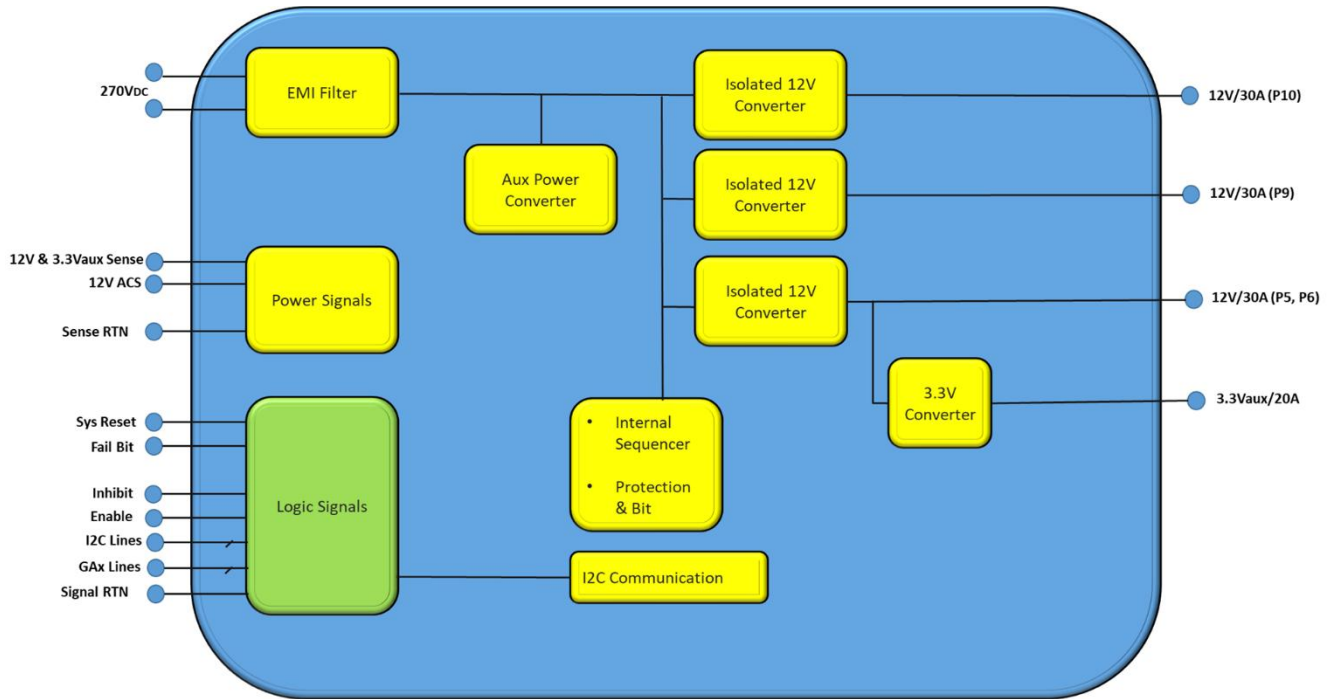 270VDC
EMI Filter
Isolated 12V
Converter
12V/30A (P10)
Aux Power
Converter
Isolated 12V
Converter
12V/30A (P9)
12V & 3.3Vaux Sense
12V ACS
Sense RTN
Power Signals
Isolated 12V
Converter
12V/30A (P5, P6)
3.3V
Converter
3.3Vaux/20A
Sys Reset
Fail Bit
Inhibit
Enable
I2C Lines
GAx Lines
Signal RTN
Logic Signals
• Internal
Sequencer
• Protection
& Bit
I2C Communication